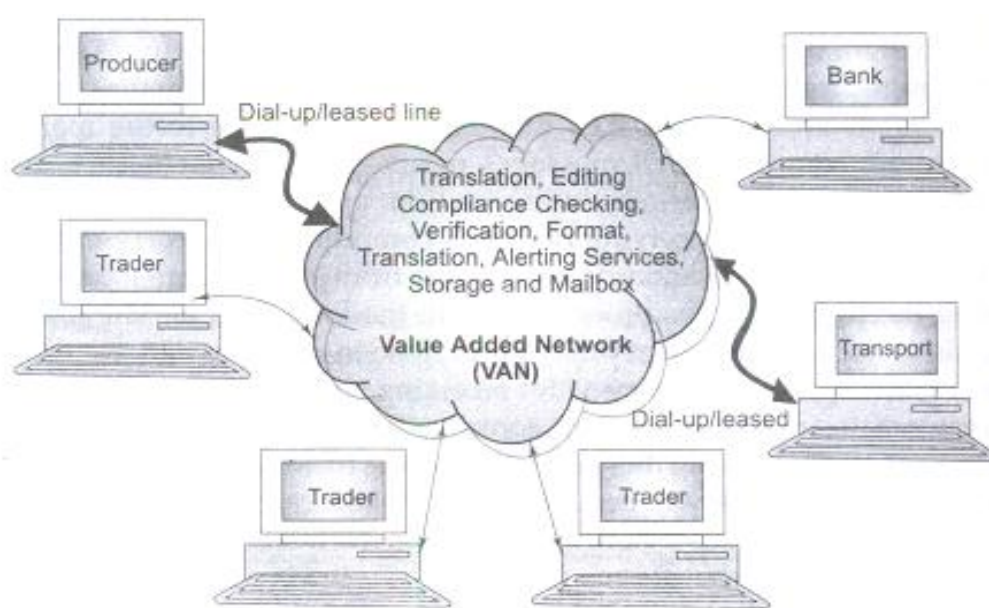 Producer
Bank
Dial-up/leased line
Translation, Editing
Compliance Checking,
Verification, Format,
Translation, Alerting Services,
Storage and Mailbox
Trader
Value Added Network
(VAN)
Transport
Dial-up/leased
Trader
Trader